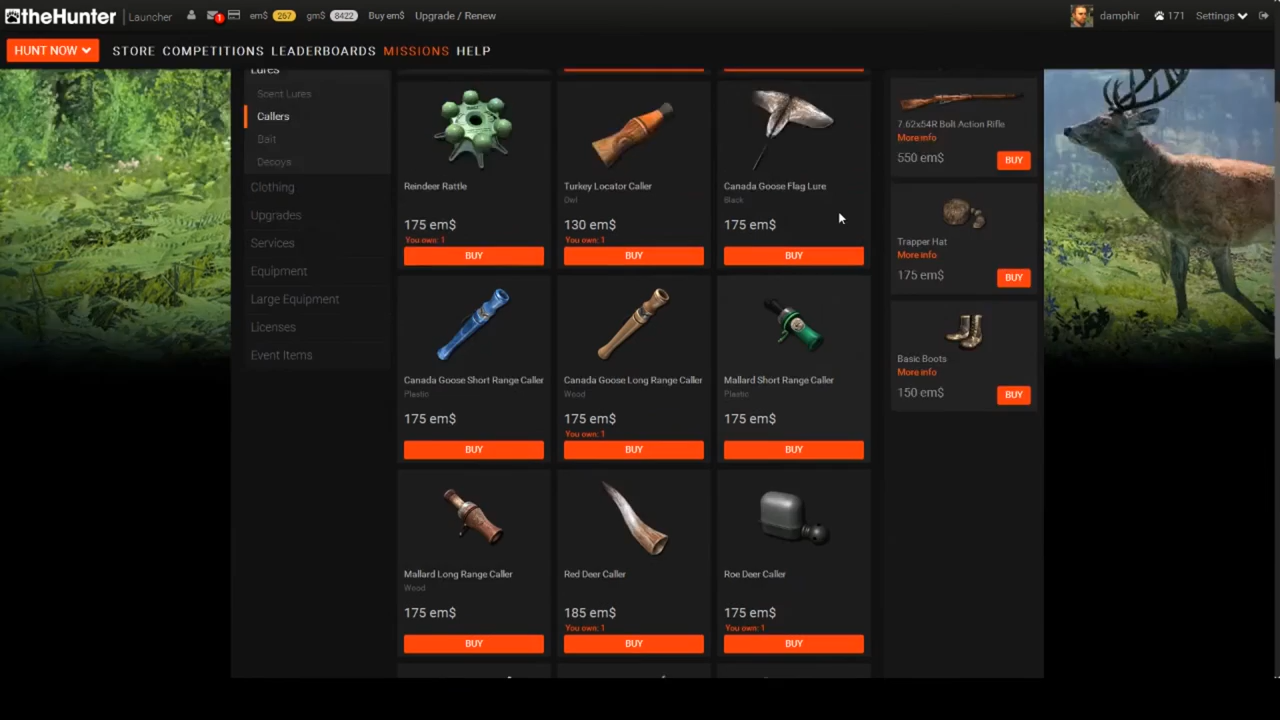 theHunter | Launcher 1 em$ 267 gm$ 8422 Buy em$ Upgrade / Renew damphir 171 Settings
HUNT NOW STORE COMPETITIONS LEADERBOARDS MISSIONS HELP
Lures
Scent Lures
Callers
Bait
Decoys
Clothing
Upgrades
Services
Equipment
Large Equipment
Licenses
Event Items
Reindeer Rattle
175 em$
You own: 1
BUY
Turkey Locator Caller
Owl
130 em$
You own: 1
BUY
Canada Goose Flag Lure
Black
175 em$
BUY
Canada Goose Short Range Caller
Plastic
175 em$
BUY
Canada Goose Long Range Caller
Wood
175 em$
You own: 1
BUY
Mallard Short Range Caller
Plastic
175 em$
BUY
Mallard Long Range Caller
Wood
175 em$
BUY
Red Deer Caller
185 em$
You own: 1
BUY
Roe Deer Caller
175 em$
You own: 1
BUY
7.62x54R Bolt Action Rifle
More info
550 em$
BUY
Trapper Hat
More info
175 em$
BUY
Basic Boots
More info
150 em$
BUY